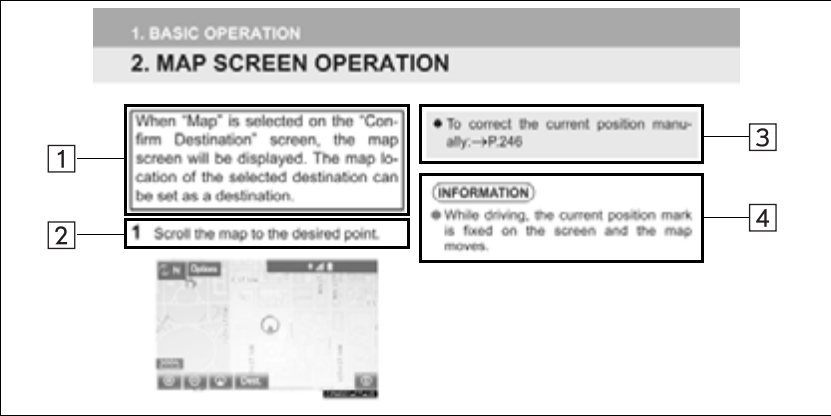 1. BASIC OPERATION
2. MAP SCREEN OPERATION
1
When “Map” is selected on the “Con-
firm Destination” screen, the map
screen will be displayed. The map lo-
cation of the selected destination can
be set as a destination.
2
1 Scroll the map to the desired point.
N Options
Dest.
● To correct the current position manu-
ally:→P.246
3
INFORMATION
● While driving, the current position mark
is fixed on the screen and the map
moves.
4